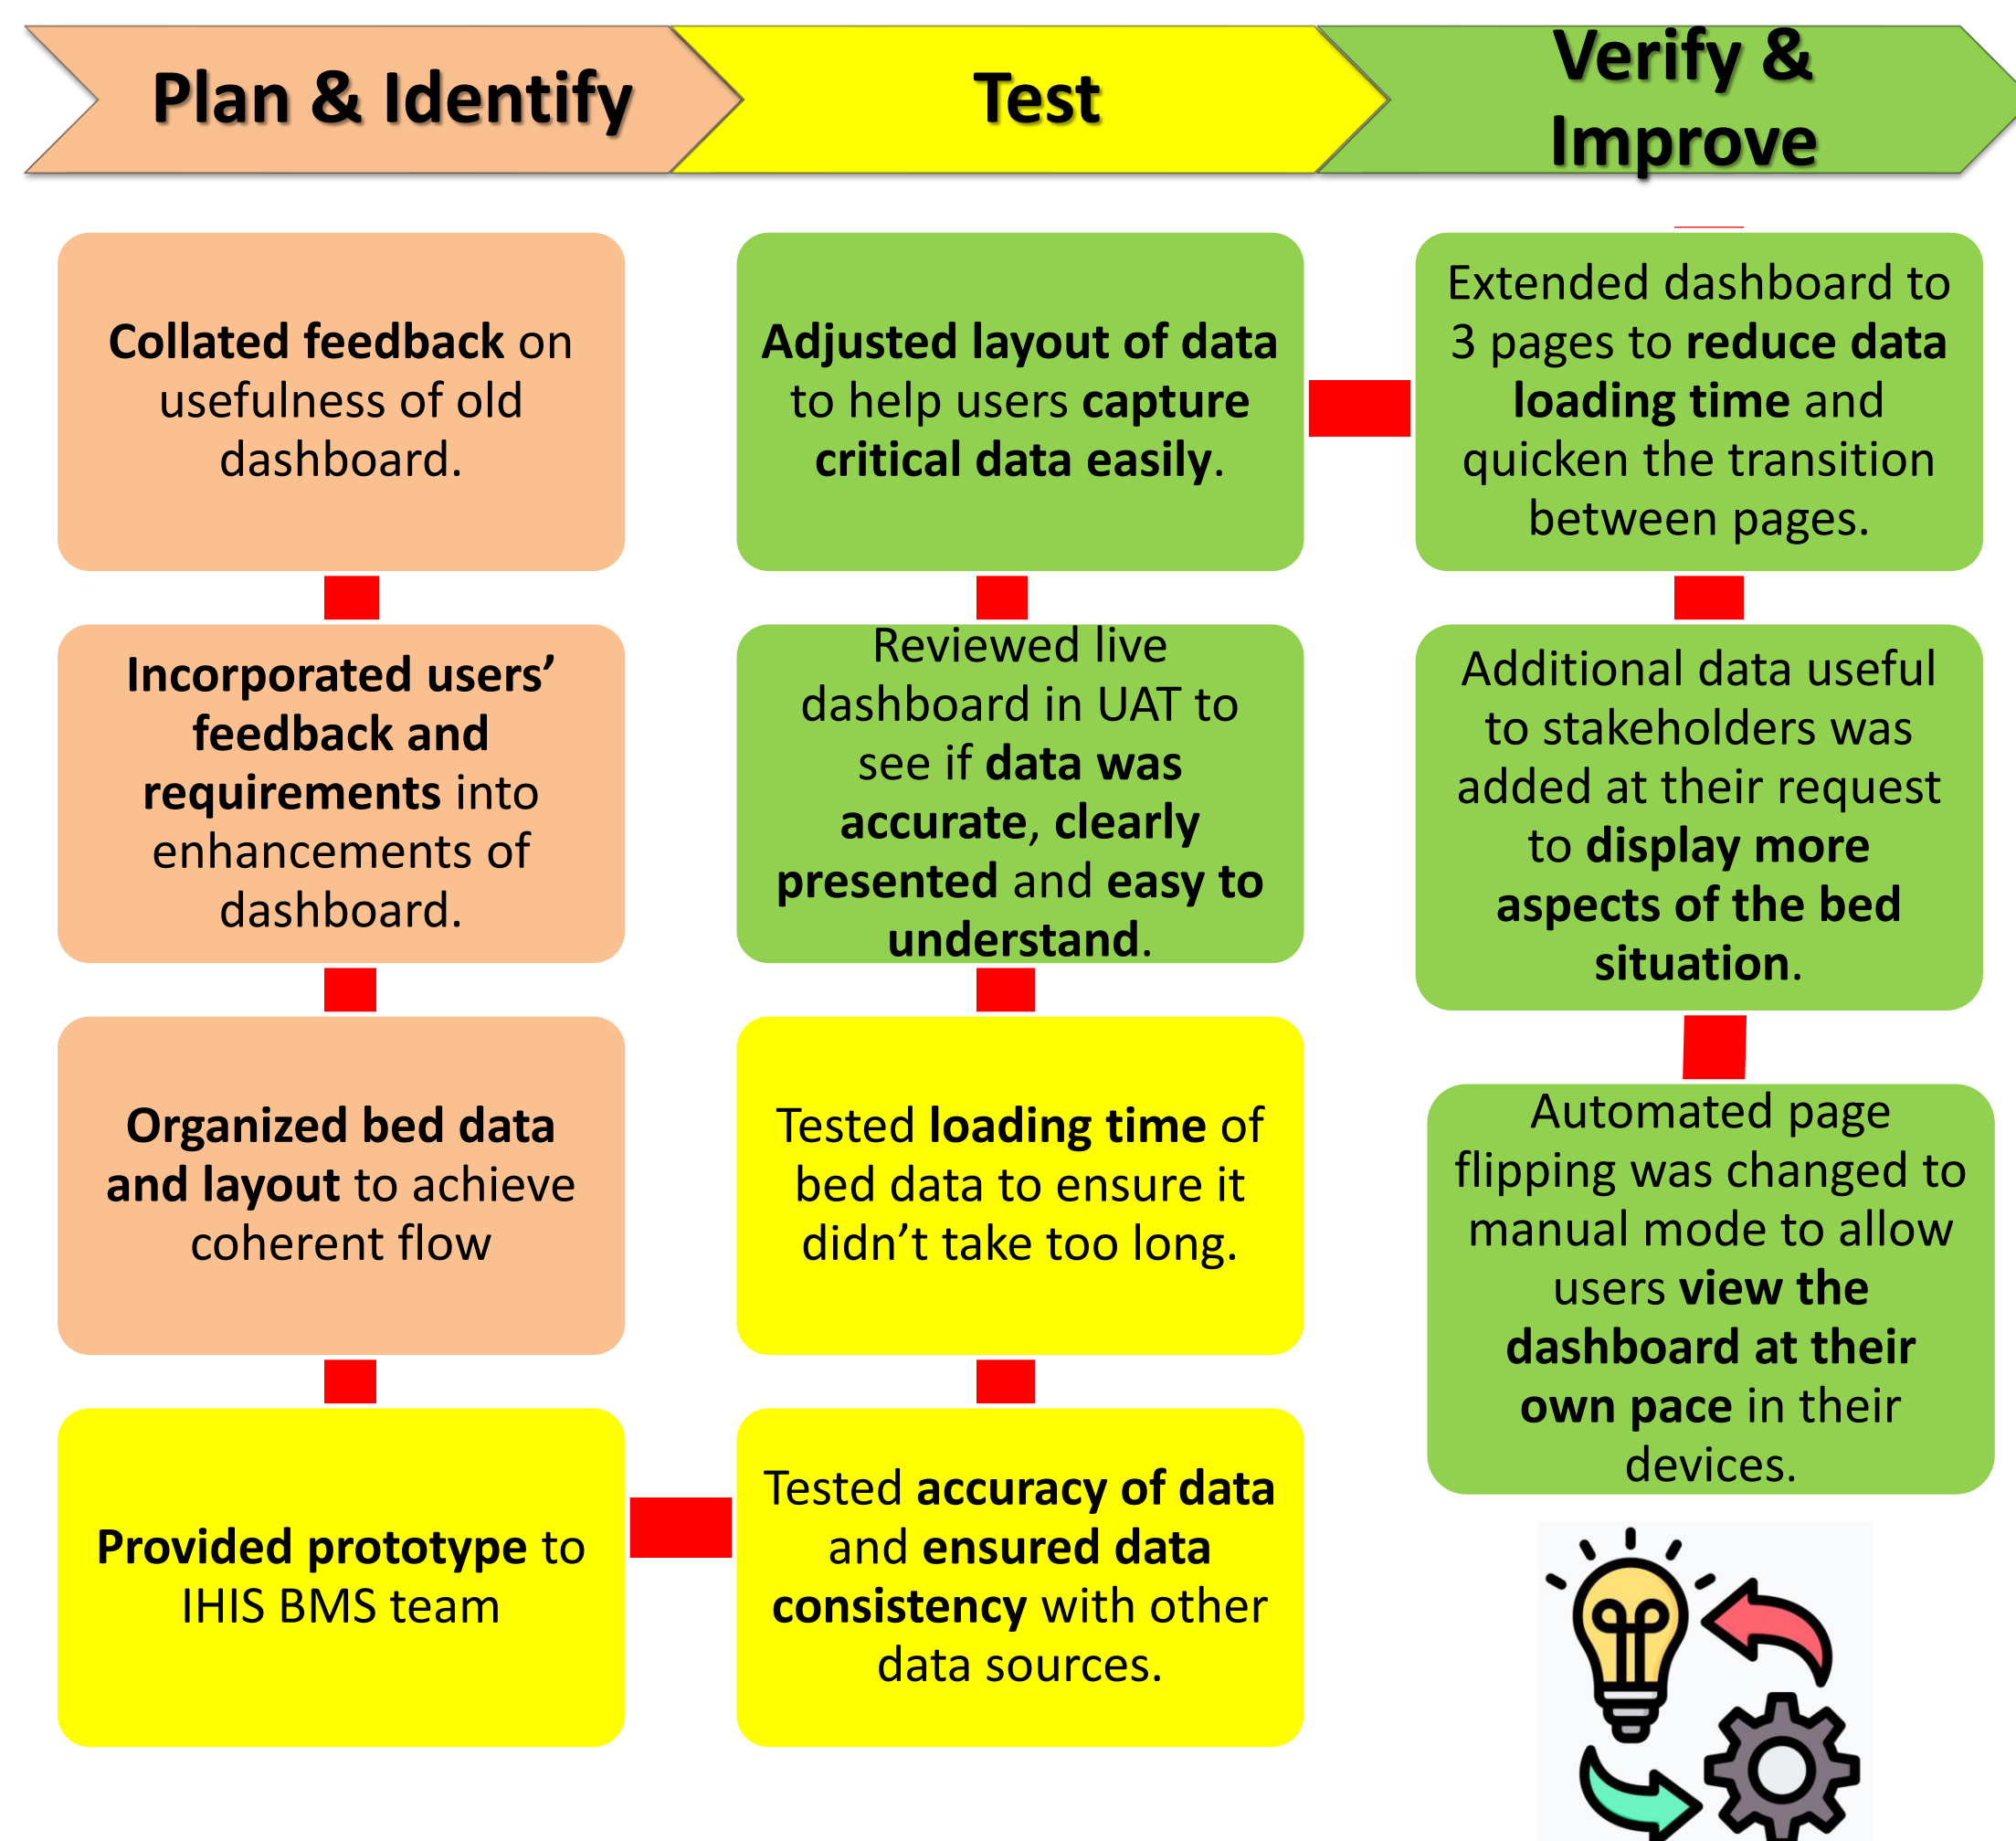 Plan & Identify
Test
Verify &
Improve
Collated feedback on
usefulness of old
dashboard.
Incorporated users’
feedback and
requirements into
enhancements of
dashboard.
Organized bed data
and layout to achieve
coherent flow
Provided prototype to
IHIS BMS team
Adjusted layout of data
to help users capture
critical data easily.
Reviewed live
dashboard in UAT to
see if data was
accurate, clearly
presented and easy to
understand.
Tested loading time of
bed data to ensure it
didn’t take too long.
Tested accuracy of data
and ensured data
consistency with other
data sources.
Extended dashboard to
3 pages to reduce data
loading time and
quicken the transition
between pages.
Additional data useful
to stakeholders was
added at their request
to display more
aspects of the bed
situation.
Automated page
flipping was changed to
manual mode to allow
users view the
dashboard at their
own pace in their
devices.